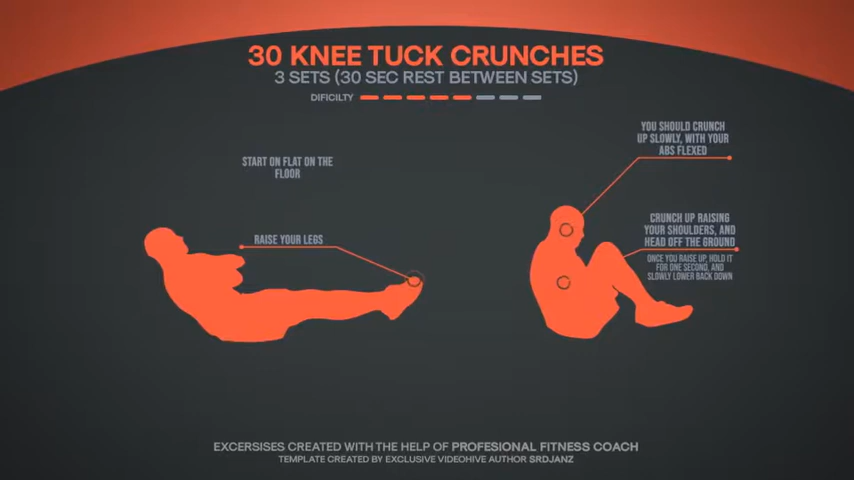 30 KNEE TUCK CRUNCHES
3 SETS (30 SEC REST BETWEEN SETS)
DIFICILTY
START ON FLAT ON THE
FLOOR
RAISE YOUR LEGS
YOU SHOULD CRUNCH
UP SLOWLY, WITH YOUR
ABS FLEXED
CRUNCH UP RAISING
YOUR SHOULDERS, AND
HEAD OFF THE GROUND
ONCE YOU RAISE UP, HOLD IT
FOR ONE SECOND, AND
SLOWLY LOWER BACK DOWN
EXCERSISES CREATED WITH THE HELP OF PROFESIONAL FITNESS COACH
TEMPLATE CREATED BY EXCLUSIVE VIDEOHIVE AUTHOR SRDJANZ